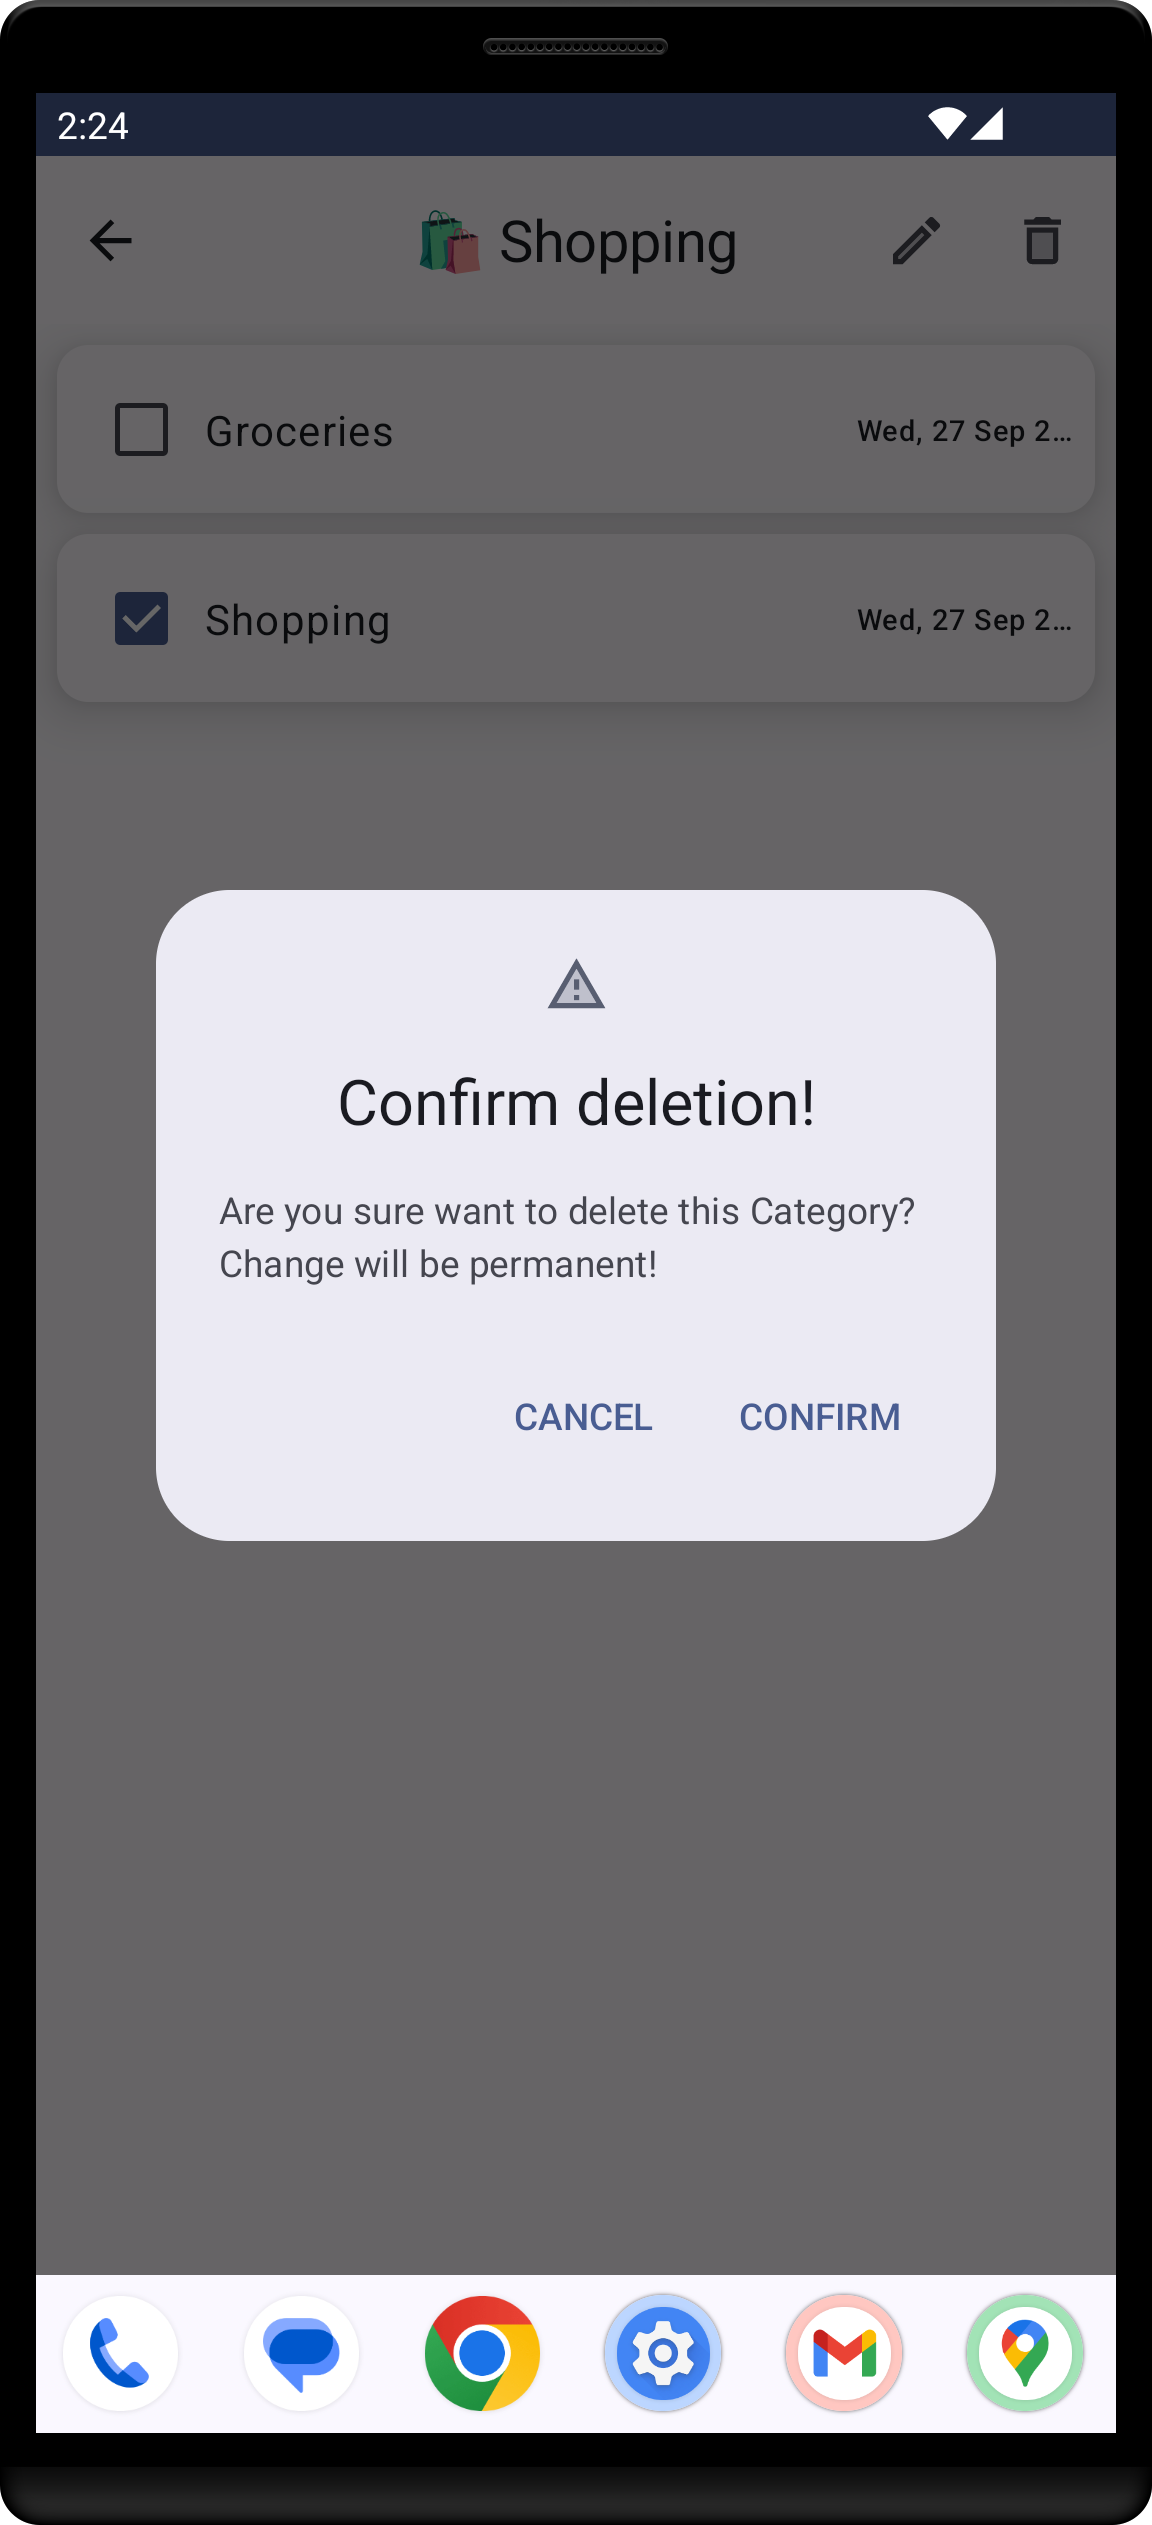 2:24
Shopping
Groceries
Wed, 27 Sep 2...
Shopping
Wed, 27 Sep 2...
Confirm deletion!
Are you sure want to delete this Category?
Change will be permanent!
CANCEL CONFIRM